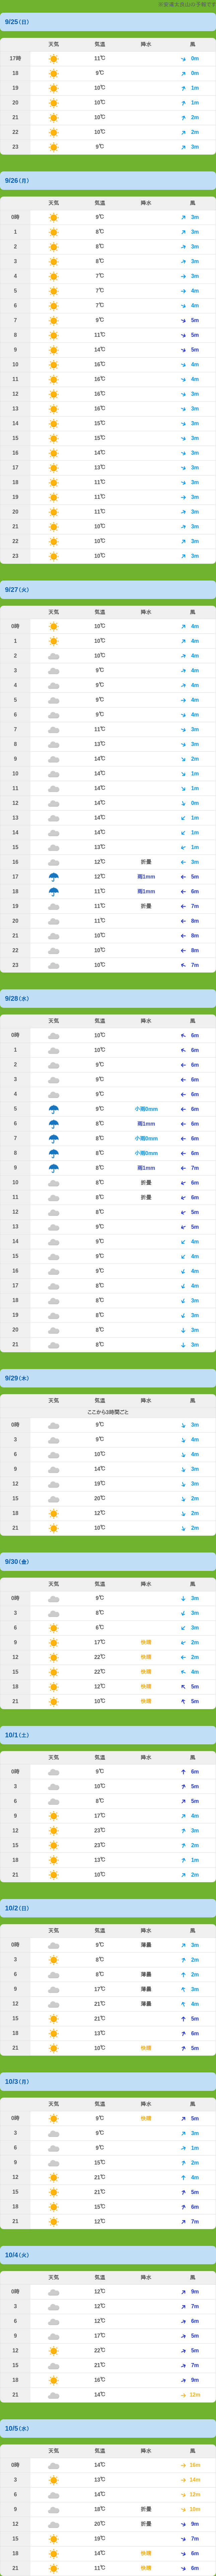 9/25(日)
天気 気温 降水 風
17時 11℃ 0m
18 9℃ 0m
19 10℃ 1m
20 10℃ 1m
21 10℃ 2m
22 10℃ 2m
23 9℃ 3m
9/26(月)
天気 気温 降水 風
0時 9℃ 3m
1 8℃ 3m
2 8℃ 3m
3 8℃ 3m
4 7℃ 3m
5 7℃ 4m
6 7℃ 4m
7 9℃ 5m
8 11℃ 5m
9 14℃ 5m
10 16℃ 4m
11 16℃ 4m
12 16℃ 3m
13 16℃ 3m
14 15℃ 3m
15 15℃ 3m
16 14℃ 3m
17 13℃ 3m
18 11℃ 3m
19 11℃ 3m
20 11℃ 3m
21 10℃ 3m
22 10℃ 3m
23 10℃ 3m
9/27(火)
天気 気温 降水 風
0時 10℃ 4m
1 10℃ 4m
2 10℃ 4m
3 9℃ 4m
4 9℃ 4m
5 9℃ 4m
6 9℃ 4m
7 11℃ 3m
8 13℃ 3m
9 14℃ 2m
10 14℃ 1m
11 14℃ 1m
12 14℃ 0m
13 14℃ 1m
14 14℃ 1m
15 13℃ 1m
16 12℃ 折畳 3m
17 12℃ 雨1mm 5m
18 11℃ 雨1mm 6m
19 11℃ 折畳 7m
20 11℃ 8m
21 10℃ 8m
22 10℃ 8m
23 10℃ 7m
9/28(水)
天気 気温 降水 風
0時 10℃ 6m
1 10℃ 6m
2 9℃ 6m
3 9℃ 6m
4 9℃ 6m
5 9℃ 小雨0mm 6m
6 8℃ 雨1mm 6m
7 8℃ 小雨0mm 6m
8 8℃ 小雨0mm 6m
9 9℃ 雨1mm 7m
10 8℃ 折畳 6m
11 8℃ 折畳 6m
12 8℃ 5m
13 9℃ 5m
14 9℃ 4m
15 9℃ 4m
16 9℃ 4m
17 8℃ 4m
18 8℃ 3m
19 8℃ 3m
20 8℃ 3m
21 8℃ 3m
9/29(木)
天気 気温 降水 風
ここから3時間ごと
0時 9℃ 3m
3 9℃ 4m
6 10℃ 4m
9 14℃ 3m
12 19℃ 3m
15 20℃ 2m
18 12℃ 2m
21 10℃ 2m
9/30(金)
天気 気温 降水 風
0時 9℃ 3m
3 8℃ 3m
6 6℃ 3m
9 17℃ 快晴 2m
12 22℃ 快晴 2m
15 22℃ 快晴 4m
18 12℃ 快晴 5m
21 10℃ 快晴 5m
10/1(土)
天気 気温 降水 風
0時 9℃ 6m
3 10℃ 5m
6 8℃ 5m
9 17℃ 4m
12 23℃ 3m
15 23℃ 2m
18 13℃ 1m
21 10℃ 2m
10/2(日)
天気 気温 降水 風
0時 9℃ 薄曇 3m
3 8℃ 2m
6 8℃ 薄曇 2m
9 17℃ 薄曇 3m
12 21℃ 薄曇 4m
15 21℃ 5m
18 13℃ 6m
21 10℃ 快晴 5m
10/3(月)
天気 気温 降水 風
0時 9℃ 快晴 5m
3 9℃ 3m
6 9℃ 1m
9 15℃ 2m
12 21℃ 4m
15 21℃ 5m
18 15℃ 6m
21 12℃ 7m
10/4(火)
天気 気温 降水 風
0時 12℃ 9m
3 12℃ 7m
6 12℃ 6m
9 17℃ 5m
12 22℃ 5m
15 21℃ 7m
18 16℃ 9m
21 14℃ 12m
10/5(水)
天気 気温 降水 風
0時 14℃ 16m
3 13℃ 14m
6 14℃ 12m
9 18℃ 折畳 10m
12 20℃ 折畳 9m
15 19℃ 7m
18 14℃ 快晴 6m
21 11℃ 快晴 6m